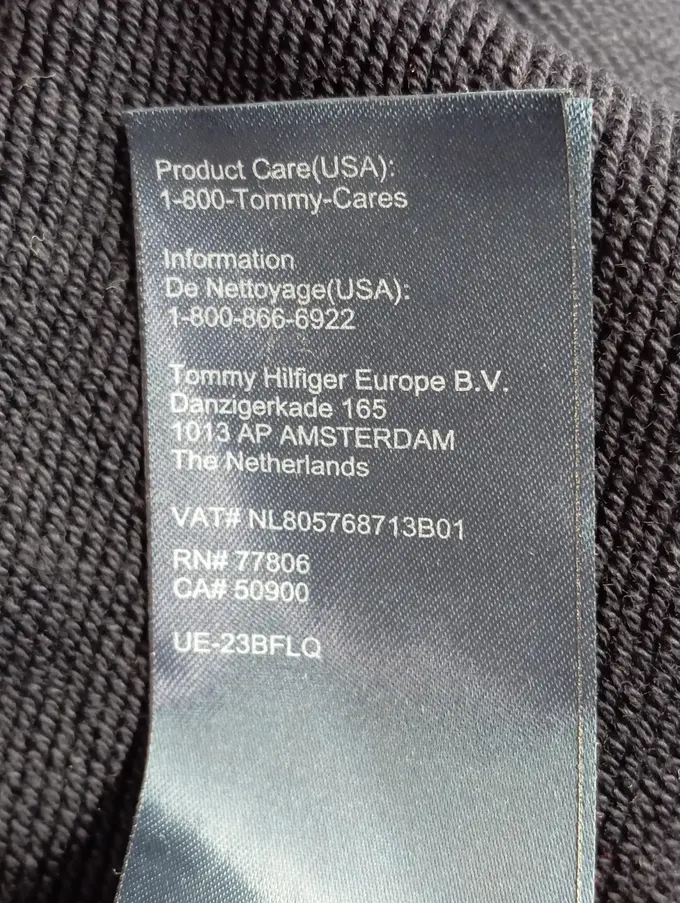 Product Care(USA):
1-800-Tommy-Cares
Information
De Nettoyage(USA):
1-800-866-6922
Tommy Hilfiger Europe B.V.
Danzigerkade 165
1013 AP AMSTERDAM
The Netherlands
VAT# NL805768713B01
RN# 77806
CA# 50900
UE-23BFLQ